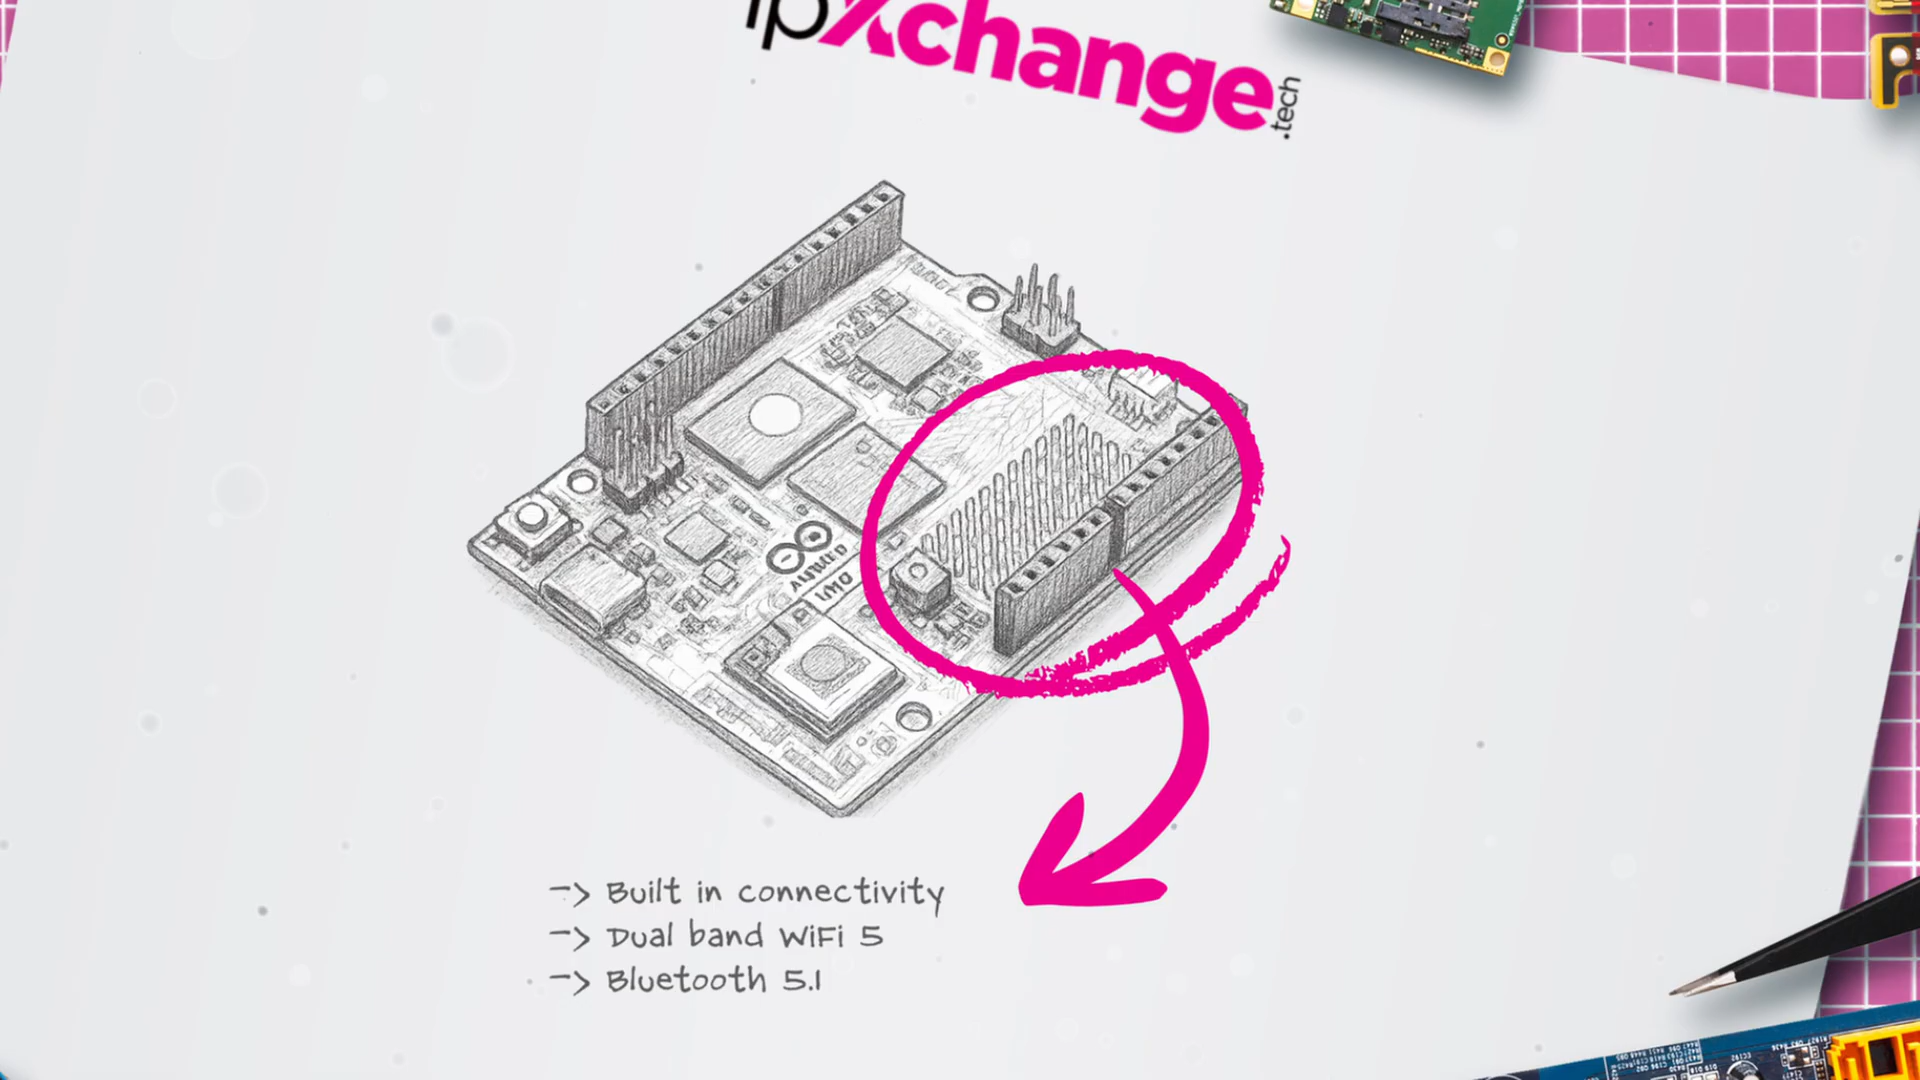 ipXchange
.tech
-> Built in connectivity
-> Dual band WiFi 5
-> Bluetooth 5.1